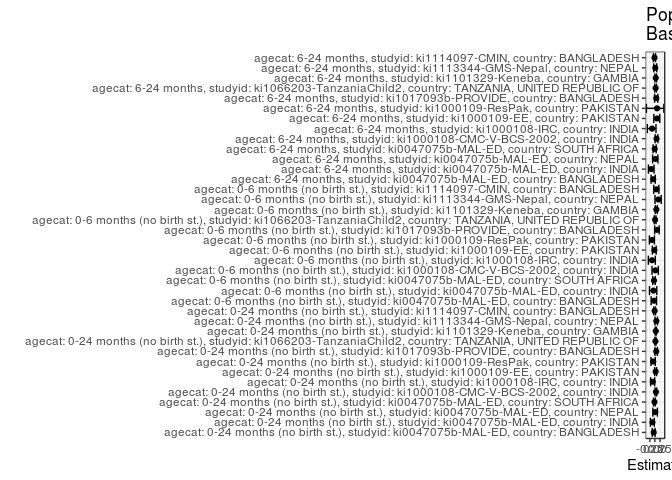 Pop
Bas
agecat: 6-24 months, studyid: ki1114097-CMIN, country: BANGLADESH
agecat: 6-24 months, studyid: ki1113344-GMS-Nepal, country: NEPAL
agecat: 6-24 months, studyid: ki1101329-Keneba, country: GAMBIA
agecat: 6-24 months, studyid: ki1066203-TanzaniaChild2, country: TANZANIA, UNITED REPUBLIC OF
agecat: 6-24 months, studyid: ki1017093b-PROVIDE, country: BANGLADESH
agecat: 6-24 months, studyid: ki1000109-ResPak, country: PAKISTAN
agecat: 6-24 months, studyid: ki1000109-EE, country: PAKISTAN
agecat: 6-24 months, studyid: ki1000108-IRC, country: INDIA
agecat: 6-24 months, studyid: ki1000108-CMC-V-BCS-2002, country: INDIA
agecat: 6-24 months, studyid: ki0047075b-MAL-ED, country: SOUTH AFRICA
agecat: 6-24 months, studyid: ki0047075b-MAL-ED, country: NEPAL
agecat: 6-24 months, studyid: ki0047075b-MAL-ED, country: INDIA
agecat: 6-24 months, studyid: ki0047075b-MAL-ED, country: BANGLADESH
agecat: 0-6 months (no birth st.), studyid: ki1114097-CMIN, country: BANGLADESH
agecat: 0-6 months (no birth st.), studyid: ki1113344-GMS-Nepal, country: NEPAL
agecat: 0-6 months (no birth st.), studyid: ki1101329-Keneba, country: GAMBIA
agecat: 0-6 months (no birth st.), studyid: ki1066203-TanzaniaChild2, country: TANZANIA, UNITED REPUBLIC OF
agecat: 0-6 months (no birth st.), studyid: ki1017093b-PROVIDE, country: BANGLADESH
agecat: 0-6 months (no birth st.), studyid: ki1000109-ResPak, country: PAKISTAN
agecat: 0-6 months (no birth st.), studyid: ki1000109-EE, country: PAKISTAN
agecat: 0-6 months (no birth st.), studyid: ki1000108-IRC, country: INDIA
agecat: 0-6 months (no birth st.), studyid: ki1000108-CMC-V-BCS-2002, country: INDIA
agecat: 0-6 months (no birth st.), studyid: ki0047075b-MAL-ED, country: SOUTH AFRICA
agecat: 0-6 months (no birth st.), studyid: ki0047075b-MAL-ED, country: INDIA
agecat: 0-6 months (no birth st.), studyid: ki0047075b-MAL-ED, country: BANGLADESH
agecat: 0-24 months (no birth st.), studyid: ki1114097-CMIN, country: BANGLADESH
agecat: 0-24 months (no birth st.), studyid: ki1113344-GMS-Nepal, country: NEPAL
agecat: 0-24 months (no birth st.), studyid: ki1101329-Keneba, country: GAMBIA
agecat: 0-24 months (no birth st.), studyid: ki1066203-TanzaniaChild2, country: TANZANIA, UNITED REPUBLIC OF
agecat: 0-24 months (no birth st.), studyid: ki1017093b-PROVIDE, country: BANGLADESH
agecat: 0-24 months (no birth st.), studyid: ki1000109-ResPak, country: PAKISTAN
agecat: 0-24 months (no birth st.), studyid: ki1000109-EE, country: PAKISTAN
agecat: 0-24 months (no birth st.), studyid: ki1000108-IRC, country: INDIA
agecat: 0-24 months (no birth st.), studyid: ki1000108-CMC-V-BCS-2002, country: INDIA
agecat: 0-24 months (no birth st.), studyid: ki0047075b-MAL-ED, country: SOUTH AFRICA
agecat: 0-24 months (no birth st.), studyid: ki0047075b-MAL-ED, country: NEPAL
agecat: 0-24 months (no birth st.), studyid: ki0047075b-MAL-ED, country: INDIA
agecat: 0-24 months (no birth st.), studyid: ki0047075b-MAL-ED, country: BANGLADESH
Estimat